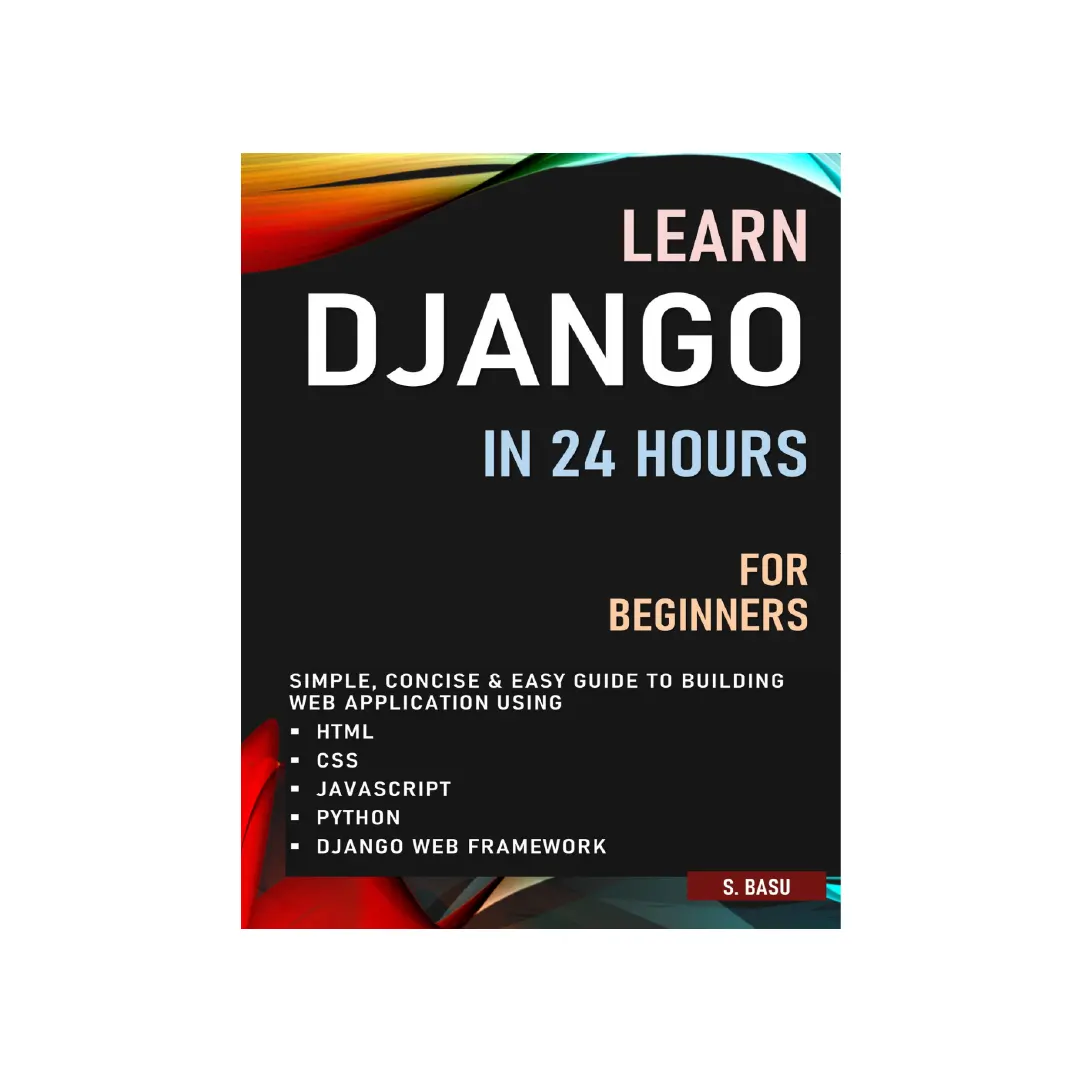 LEARN
DJANGO
IN 24 HOURS
FOR
BEGINNERS
SIMPLE, CONCISE & EASY GUIDE TO BUILDING
WEB APPLICATION USING
▪ HTML
▪ CSS
▪ JAVASCRIPT
▪ PYTHON
▪ DJANGO WEB FRAMEWORK
S. BASU